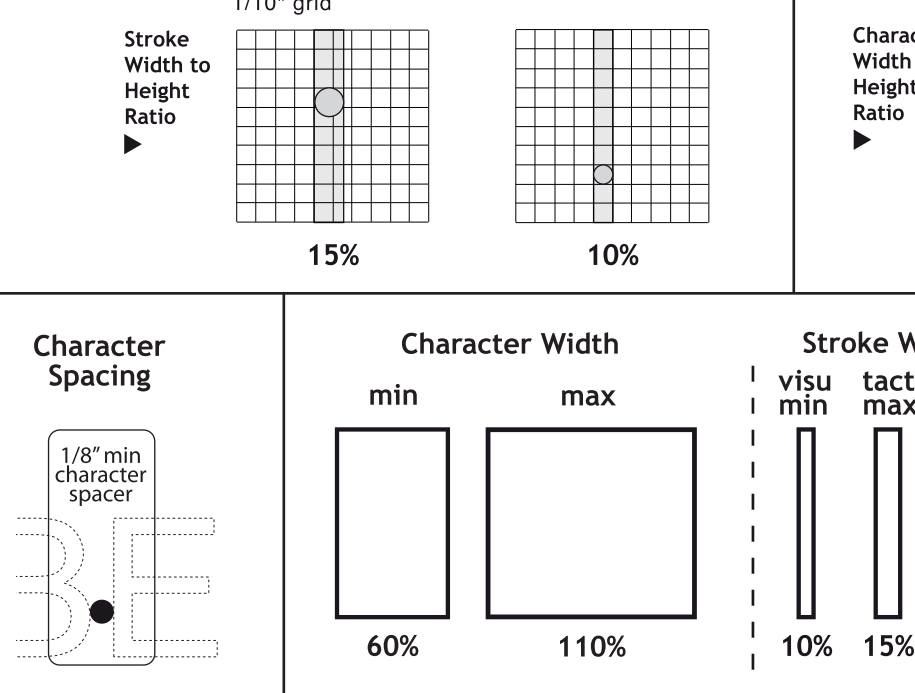 1/10" grid
Stroke
Width to
Height
Ratio
15%
10%
Width
Height
Ratio
Character
Spacing
1/8" min
character
spacer
BE
Character Width
min
max
60%
110%
Stroke
visu
min
tact
max
10%
15%